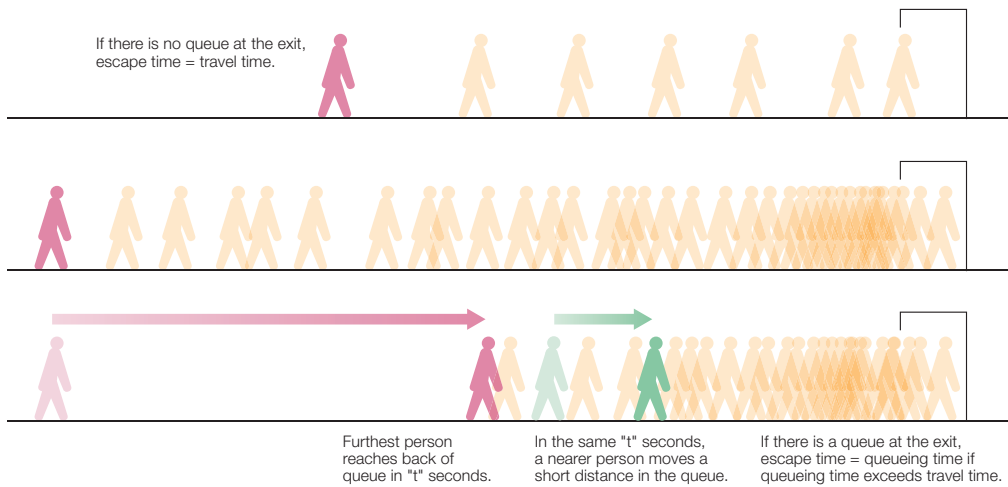 If there is no queue at the exit,
escape time = travel time.
Furthest person
reaches back of
queue in "t" seconds.
In the same "t" seconds,
a nearer person moves a
short distance in the queue.
If there is a queue at the exit,
escape time = queueing time if
queueing time exceeds travel time.